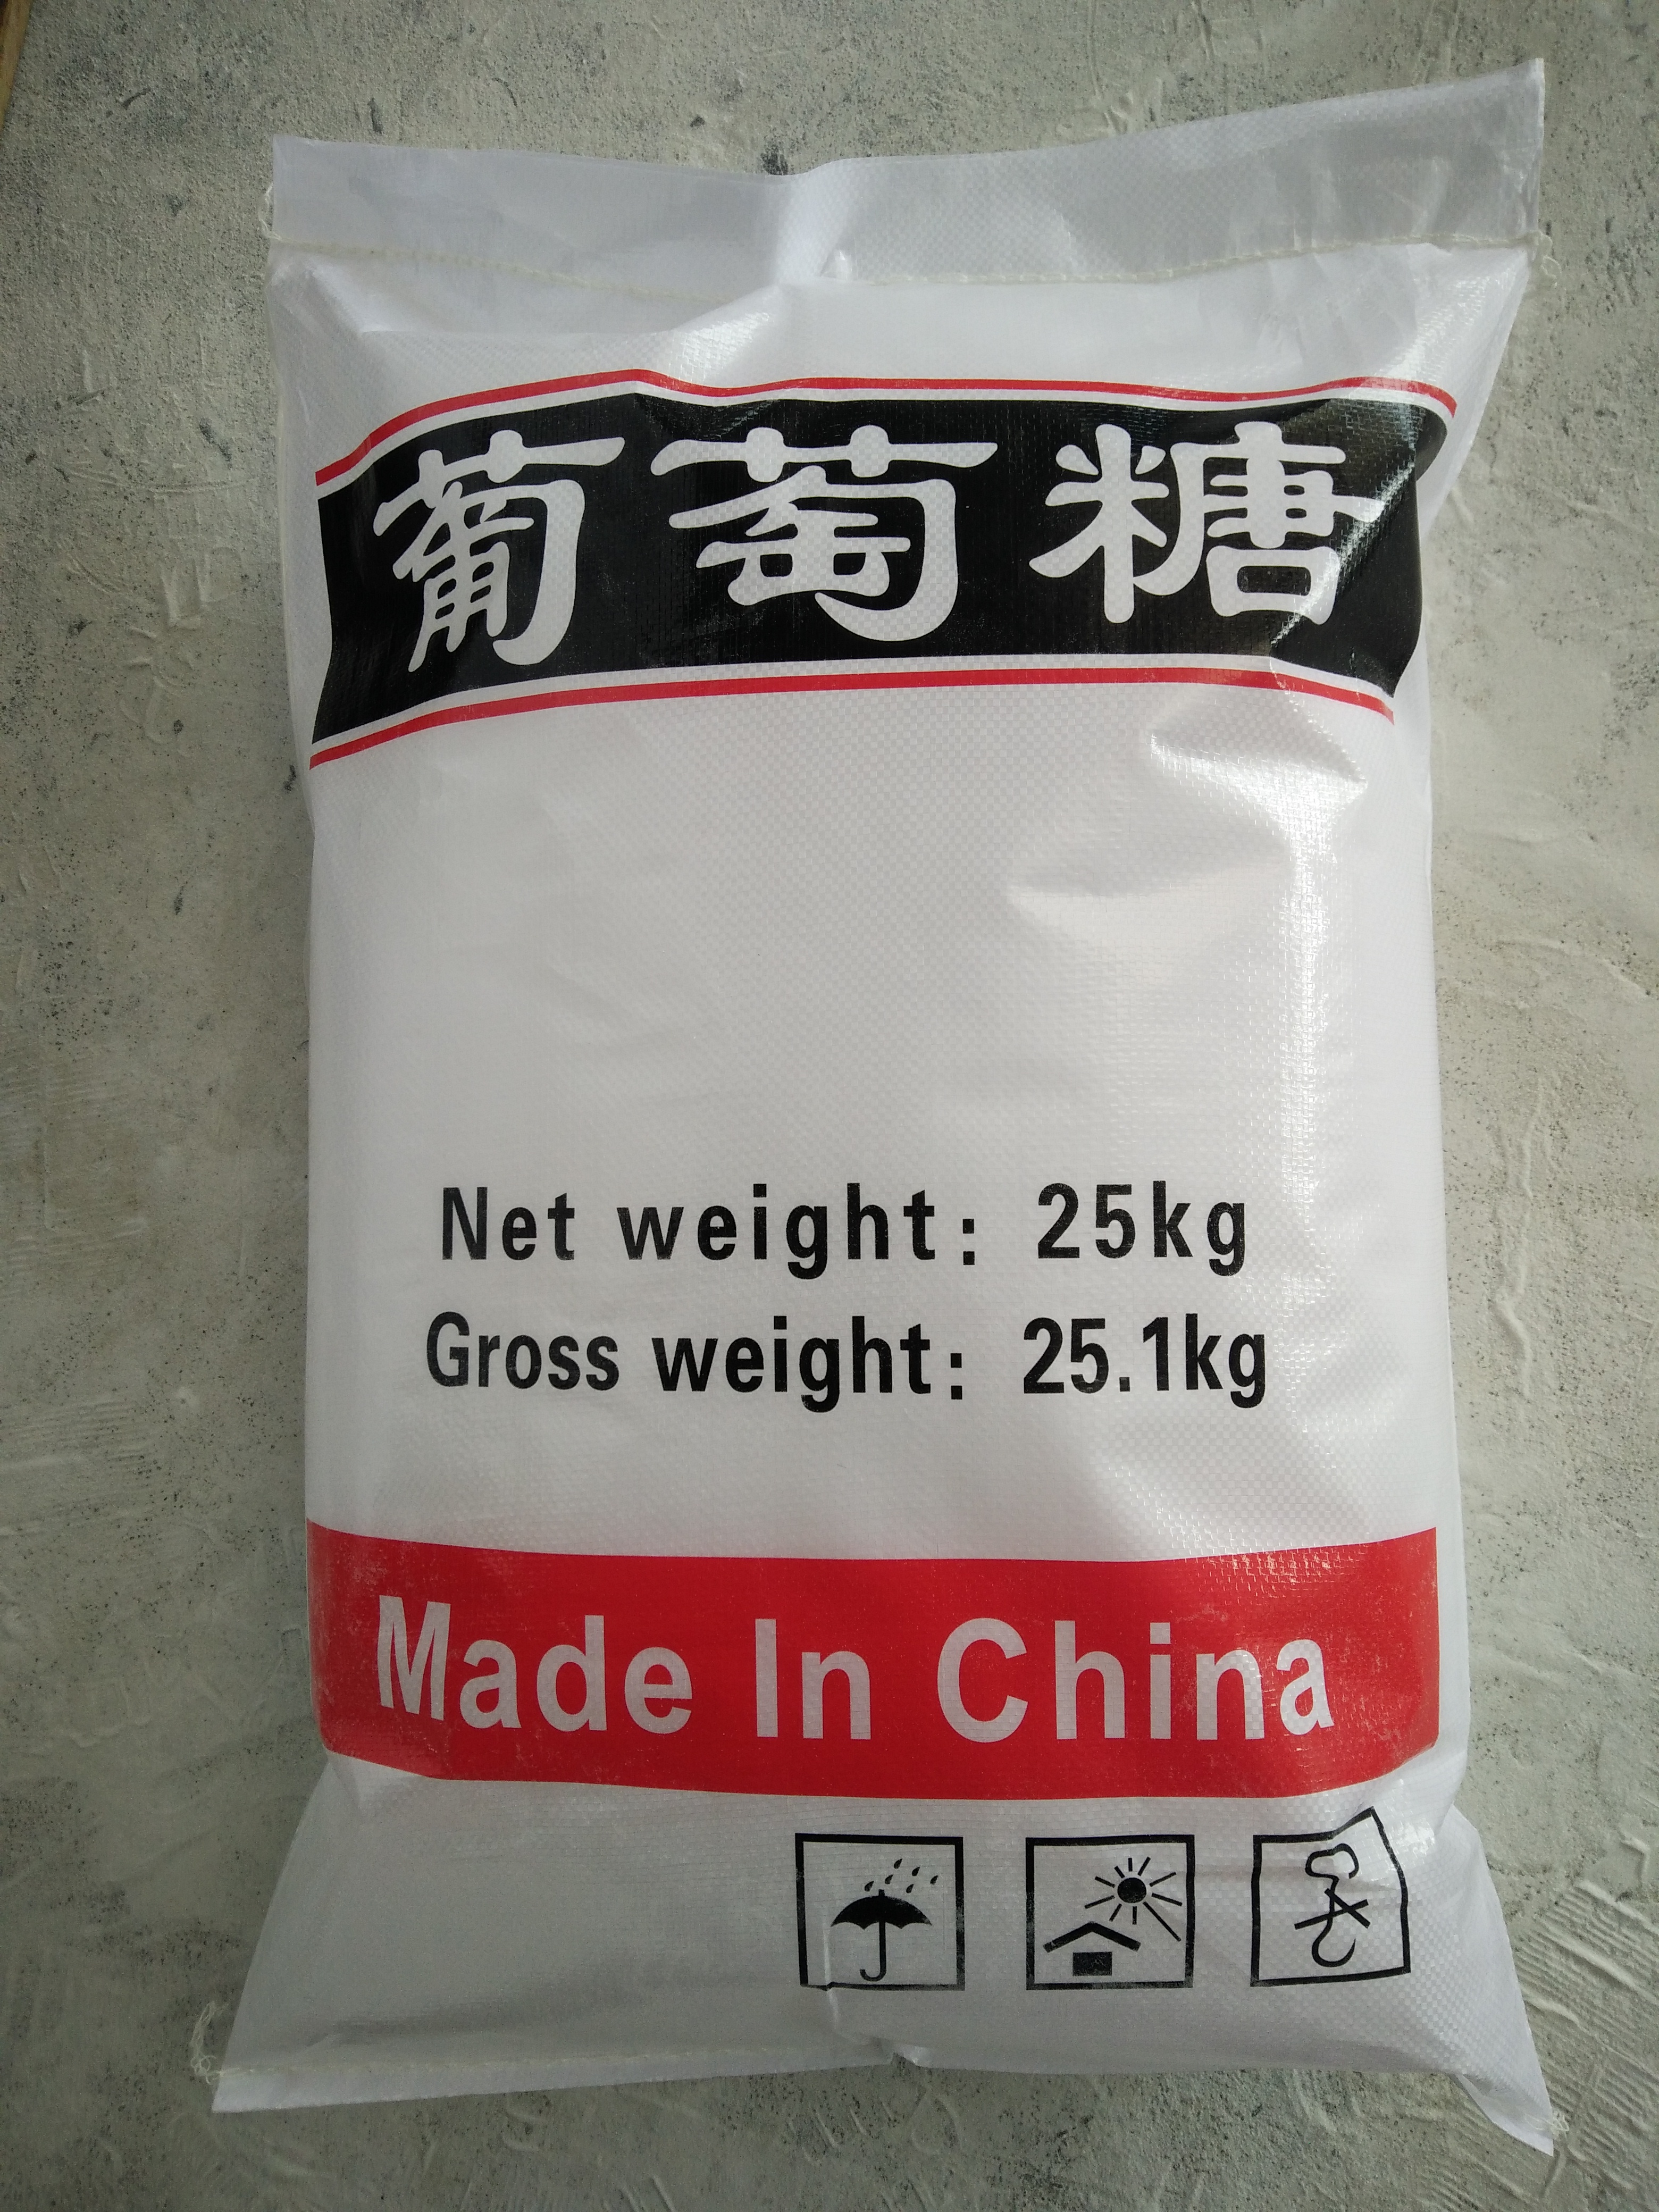 葡萄糖
Net weight: 25kg
Gross weight: 25.1kg
Made In China